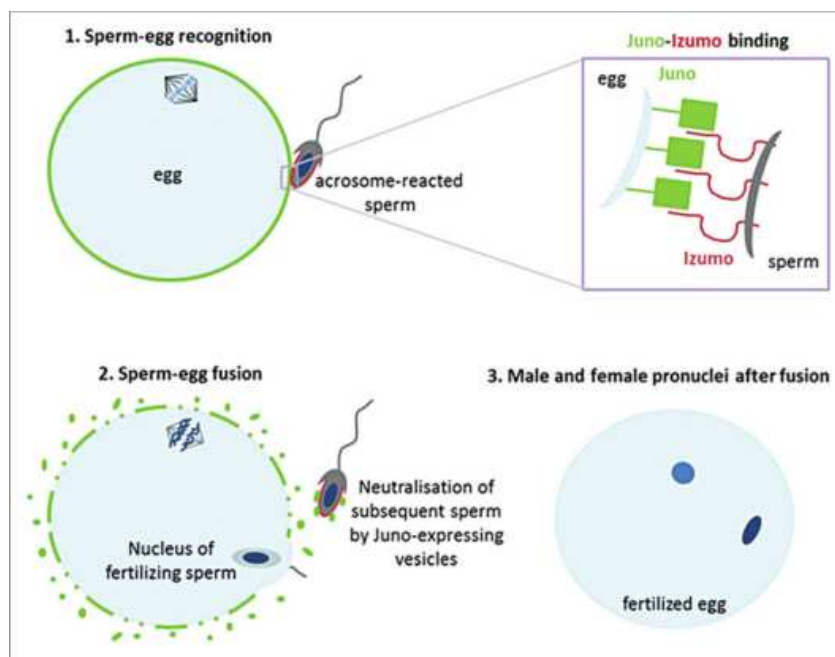 1. Sperm-egg recognition
egg
acrosome-reacted
sperm
Juno-Izumo binding
egg
Juno
Izumo
sperm
2. Sperm-egg fusion
Nucleus of
fertilizing sperm
Neutralisation of
subsequent sperm
by Juno-expressing
vesicles
3. Male and female pronuclei after fusion
fertilized egg